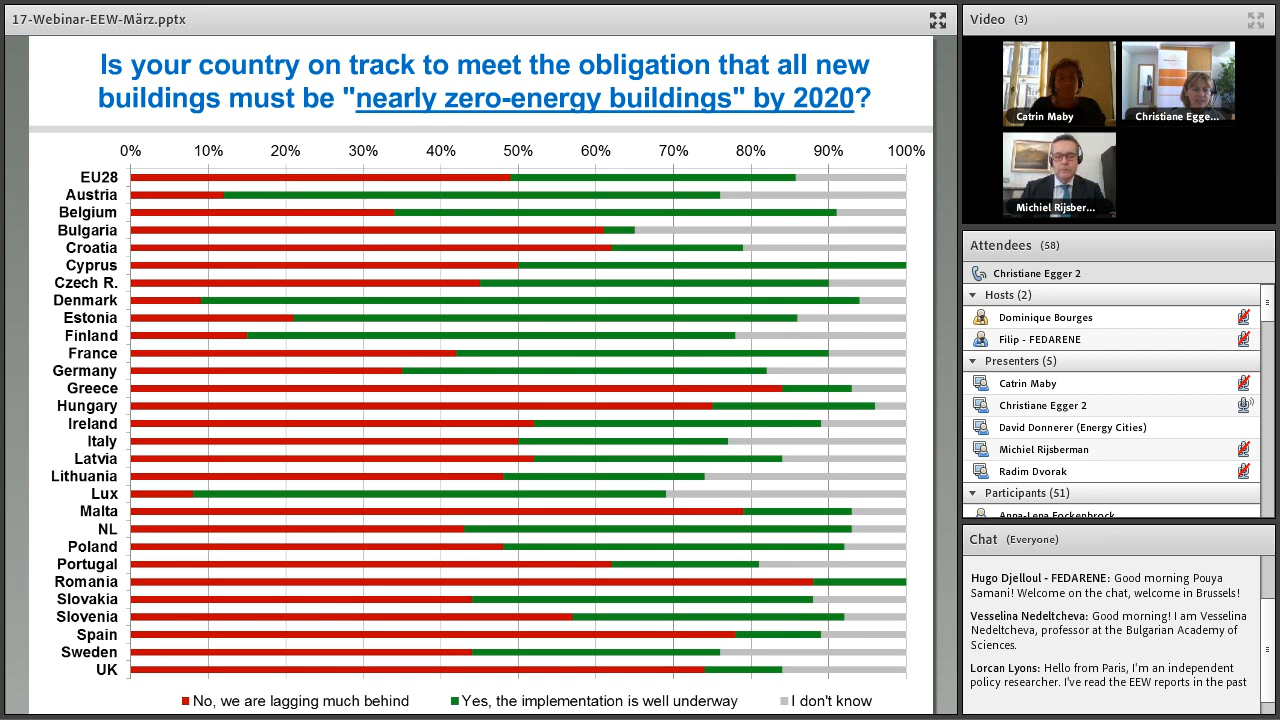 17-Webinar-EEW-März.pptx
Is your country on track to meet the obligation that all new
buildings must be "nearly zero-energy buildings" by 2020?
0% 10% 20% 30% 40% 50% 60% 70% 80% 90% 100%
EU28
Austria
Belgium
Bulgaria
Croatia
Cyprus
Czech R.
Denmark
Estonia
Finland
France
Germany
Greece
Hungary
Ireland
Italy
Latvia
Lithuania
Lux
Malta
NL
Poland
Portugal
Romania
Slovakia
Slovenia
Spain
Sweden
UK
No, we are lagging much behind Yes, the implementation is well underway I don't know
Video (3)
Catrin Maby
Christiane Egge...
Michiel Rijsber...
Attendees (58)
Christiane Egger 2
Hosts (2)
Dominique Bourges
Filip - FEDARENE
Presenters (5)
Catrin Maby
Christiane Egger 2
David Donnerer (Energy Cities)
Michiel Rijsberman
Radim Dvorak
Participants (51)
Anna-Lena Fockenbrock
Chat (Everyone)
Hugo Djelloul - FEDARENE: Good morning Pouya
Samani! Welcome on the chat, welcome in Brussels!
Vesselina Nedeltcheva: Good morning! I am Vesselina
Nedeltcheva, professor at the Bulgarian Academy of
Sciences.
Lorcan Lyons: Hello from Paris, I'm an independent
policy researcher. I've read the EEW reports in the past